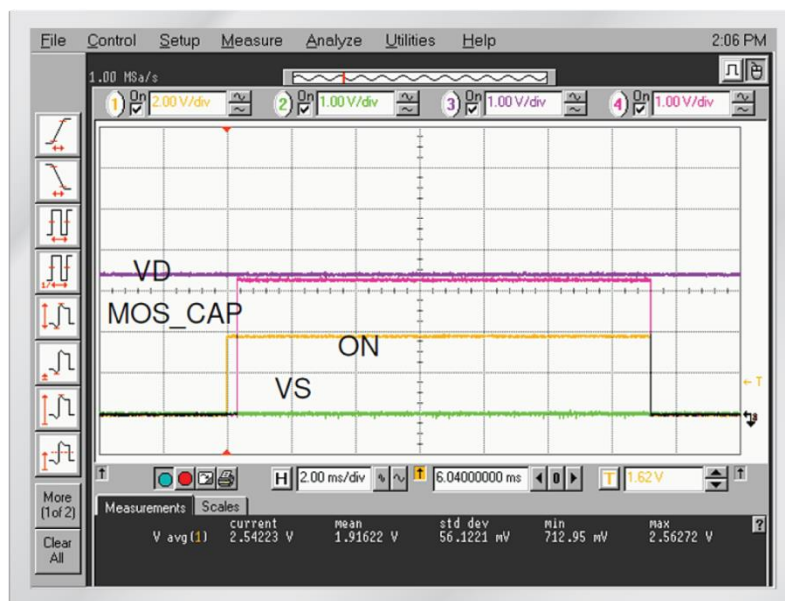 File Control Setup Measure Analyze Utilities Help 2:06 PM
1.00 MSa/s
1 On 2.00 V/div 2 On 1.00 V/div 3 On 1.00 V/div 4 On 1.00 V/div
VD
MOS_CAP
ON
VS
T
H 2.00 ms/div 6.04000000 ms 0 T 1.62 V
More
(1of 2)
Clear
All
Measurements Scales
current mean std dev min max ?
V avg(1) 2.54223 V 1.91622 V 56.1221 mV 712.95 mV 2.56272 V